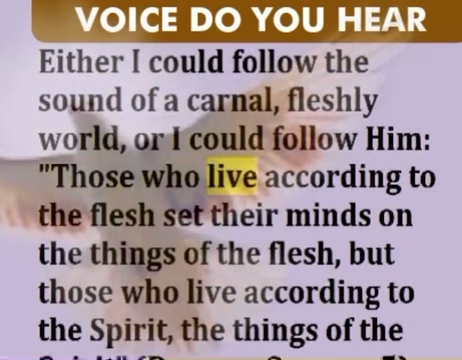 VOICE DO YOU HEAR
Either I could follow the
sound of a carnal, fleshly
world, or I could follow Him:
"Those who live according to
the flesh set their minds on
the things of the flesh, but
those who live according to
the Spirit, the things of the